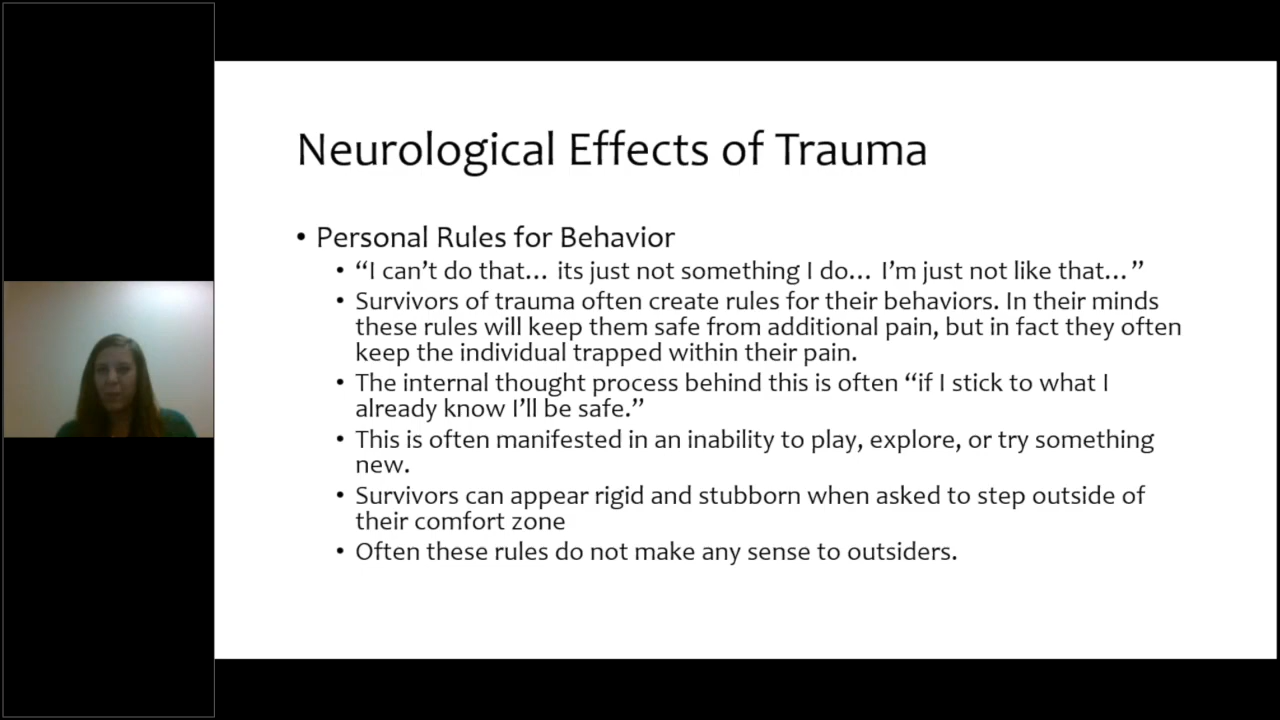 Neurological Effects of Trauma
• Personal Rules for Behavior
• “I can’t do that… its just not something I do… I’m just not like that…”
• Survivors of trauma often create rules for their behaviors. In their minds
these rules will keep them safe from additional pain, but in fact they often
keep the individual trapped within their pain.
• The internal thought process behind this is often “if I stick to what I
already know I’ll be safe.”
• This is often manifested in an inability to play, explore, or try something
new.
• Survivors can appear rigid and stubborn when asked to step outside of
their comfort zone
• Often these rules do not make any sense to outsiders.